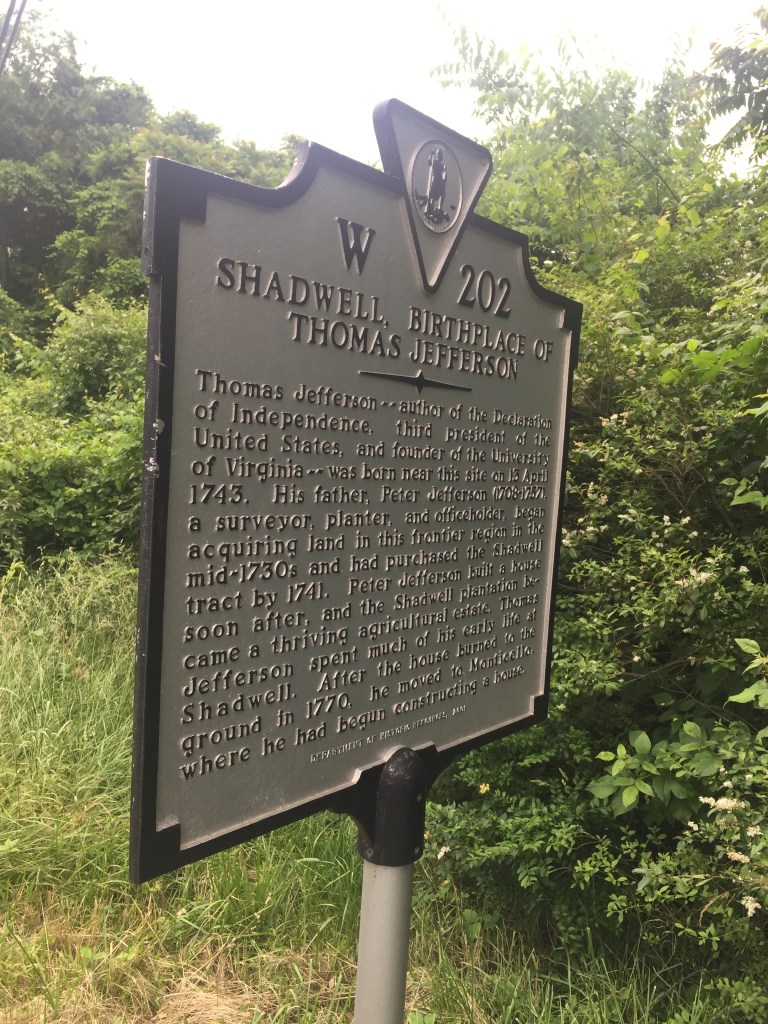 W 202
SHADWELL, BIRTHPLACE OF
THOMAS JEFFERSON
Thomas Jefferson--author of the Declaration
of Independence, third president of the
United States, and founder of the University
of Virginia--was born near this site on 13 April
1743. His father, Peter Jefferson (1708-1757),
a surveyor, planter, and officeholder, began
acquiring land in this frontier region in the
mid-1730s and had purchased the Shadwell
tract by 1741. Peter Jefferson built a house
soon after, and the Shadwell plantation be-
came a thriving agricultural estate. Thomas
Jefferson spent much of his early life at
Shadwell. After the house burned to the
ground in 1770, he moved to Monticello,
where he had begun constructing a house.
DEPARTMENT OF HISTORIC RESOURCES,